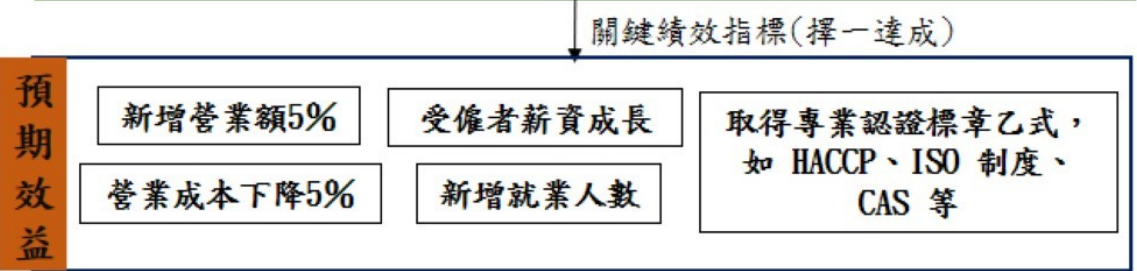 關鍵績效指標(擇一達成)
預期效益
新增營業額5%
受僱者薪資成長
取得專業認證標章乙式，
如 HACCP、ISO 制度、
CAS 等
營業成本下降5%
新增就業人數